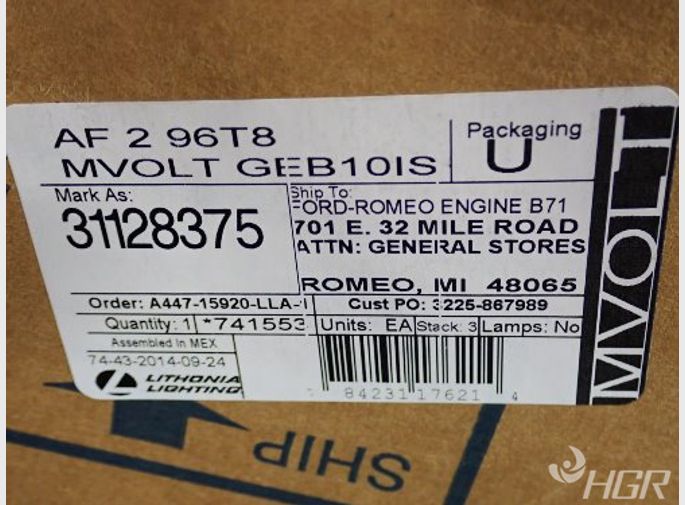 AF 2 96T8
MVOLT GEB10IS
Packaging
U
MVOLT
Mark As:
31128375
Ship To:
FORD-ROMEO ENGINE B71
701 E. 32 MILE ROAD
ATTN: GENERAL STORES
ROMEO, MI 48065
Order: A447-15920-LLA-
Cust PO: 3225-867989
Quantity: 1
*741553
Units: EA
Stack: 3
Lamps: No
Assembled in MEX
74-43-2014-09-24
LITHONIA
LIGHTING
84231 17621 4
SHIP
HGR